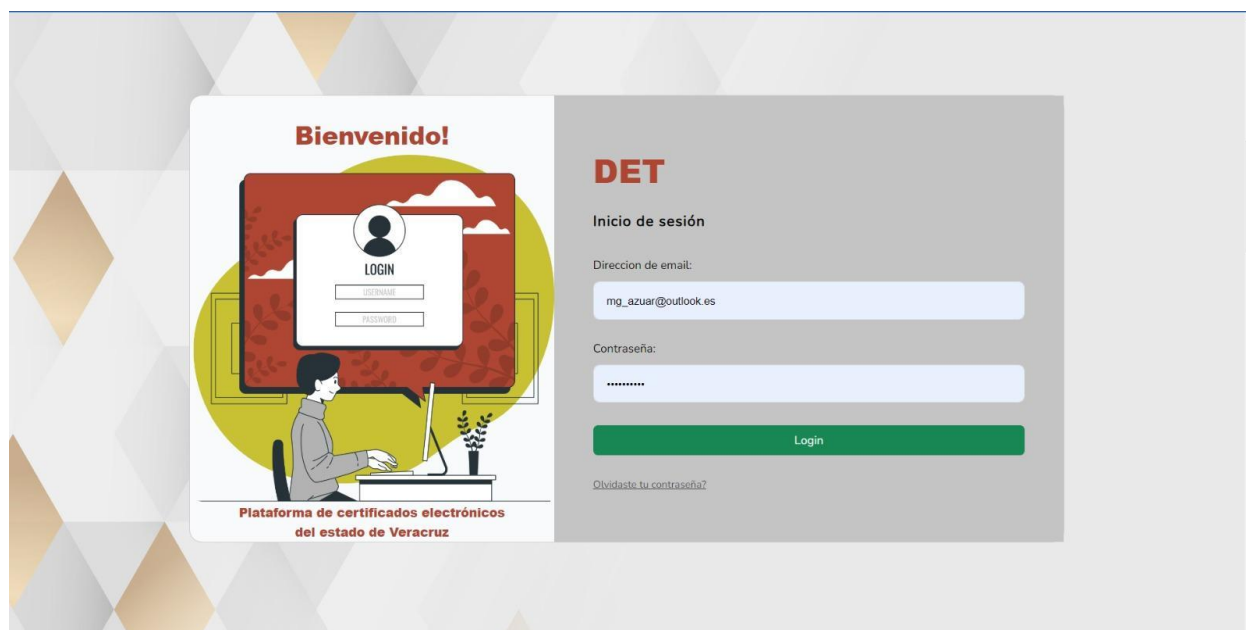 Bienvenido!
LOGIN
USERNAME
PASSWORD
Plataforma de certificados electrónicos
del estado de Veracruz
DET
Inicio de sesión
Direccion de email:
mg_azuar@outlook.es
Contraseña:
••••••••••
Login
Olvidaste tu contraseña?